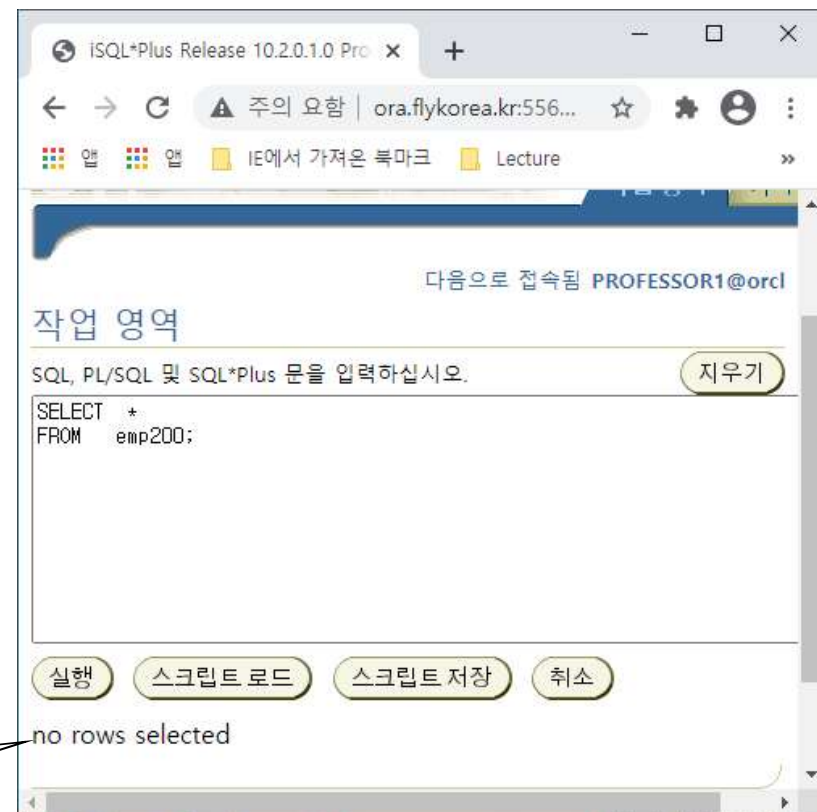 iSQL*Plus Release 10.2.0.1.0 Pro
주의 요함 | ora.flykorea.kr:556...
앱 앱 IE에서 가져온 북마크 Lecture »
다음으로 접속됨 PROFESSOR1@orcl
작업 영역
SQL, PL/SQL 및 SQL*Plus 문을 입력하십시오. 지우기
SELECT *
FROM emp200;
실행 스크립트 로드 스크립트 저장 취소
no rows selected